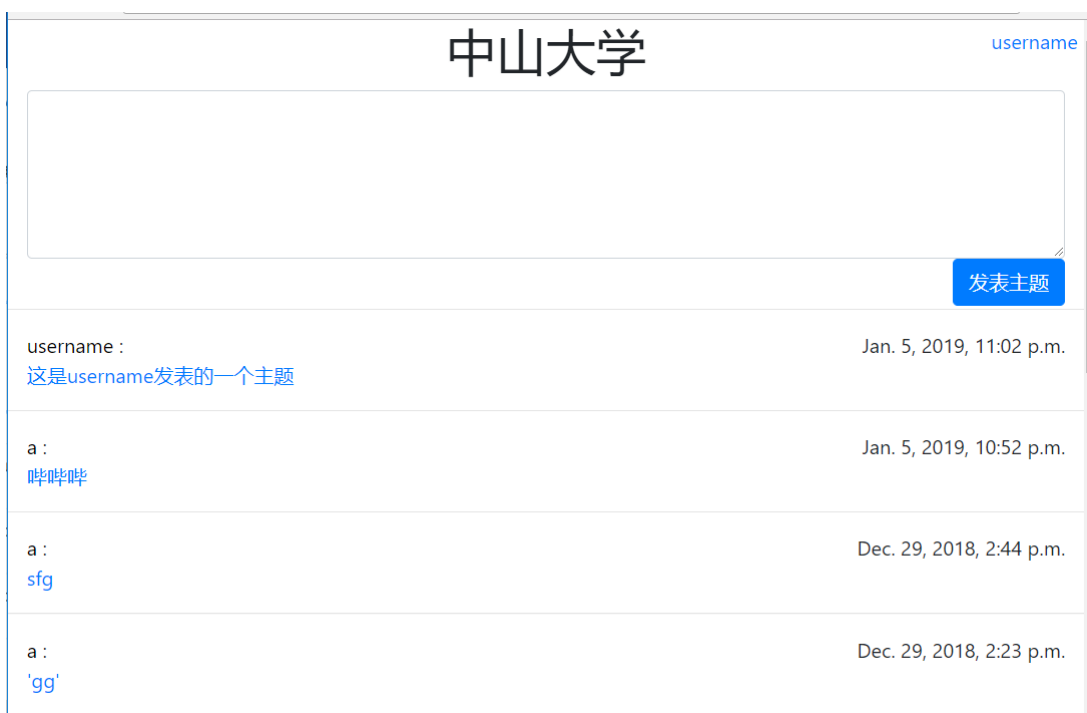 中山大学
username
发表主题
username :
Jan. 5, 2019, 11:02 p.m.
这是username发表的一个主题
a :
Jan. 5, 2019, 10:52 p.m.
哔哔哔
a :
Dec. 29, 2018, 2:44 p.m.
sfg
a :
Dec. 29, 2018, 2:23 p.m.
'gg'